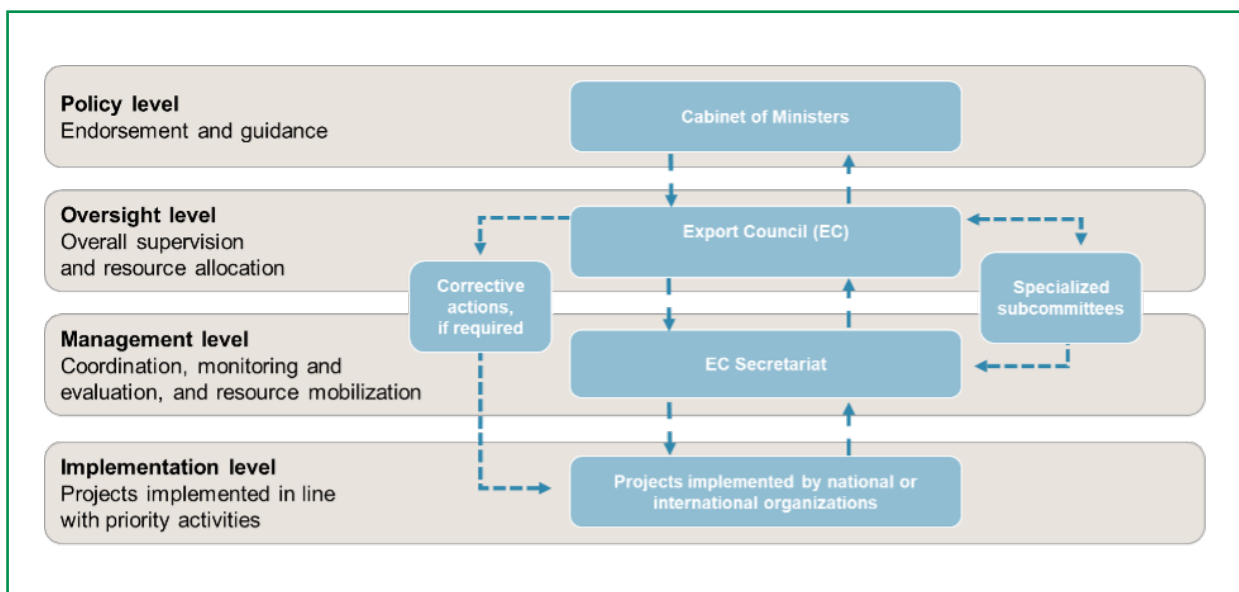 Policy level
Endorsement and guidance
Cabinet of Ministers
Oversight level
Overall supervision
and resource allocation
Export Council (EC)
Corrective
actions,
if required
Specialized
subcommittees
Management level
Coordination, monitoring and
evaluation, and resource mobilization
EC Secretariat
Implementation level
Projects implemented in line
with priority activities
Projects implemented by national or
international organizations